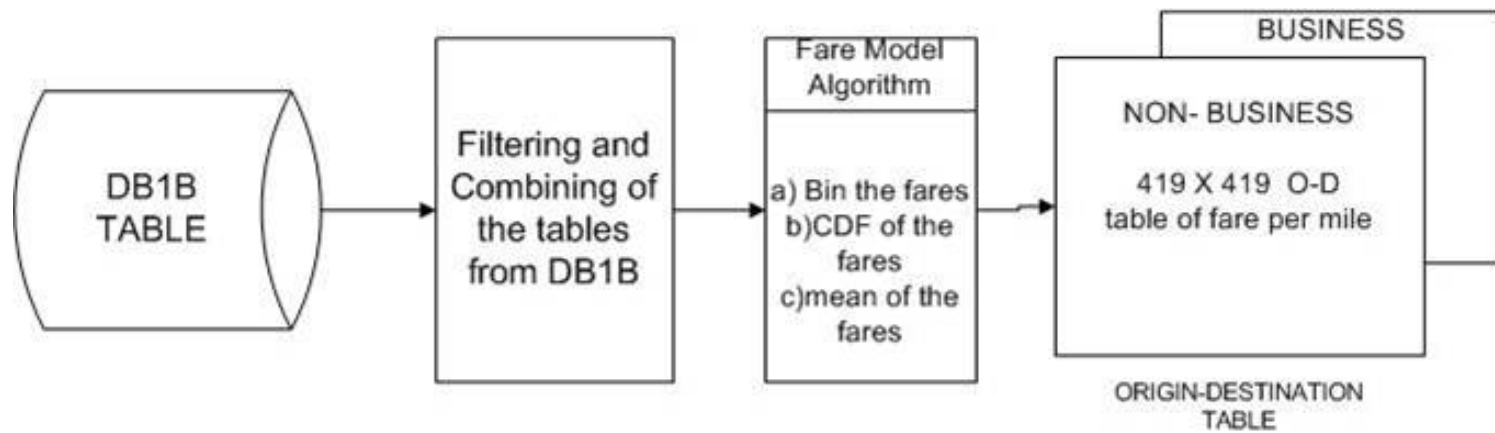 DB1B
TABLE
Filtering and
Combining of
the tables
from DB1B
Fare Model
Algorithm
a) Bin the fares
b)CDF of the
fares
c)mean of the
fares
BUSINESS
NON- BUSINESS
419 X 419 O-D
table of fare per mile
ORIGIN-DESTINATION
TABLE